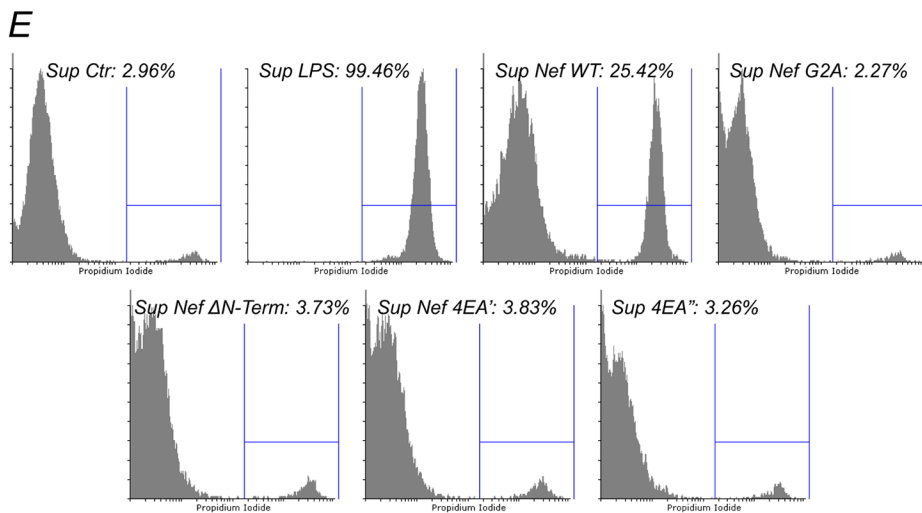 E
Sup Ctr: 2.96%
Sup LPS: 99.46%
Sup Nef WT: 25.42%
Sup Nef G2A: 2.27%
Propidium Iodide
Propidium Iodide
Propidium Iodide
Propidium Iodide
Sup Nef ΔN-Term: 3.73%
Sup Nef 4EA’: 3.83%
Sup 4EA”: 3.26%
Propidium Iodide
Propidium Iodide
Propidium Iodide